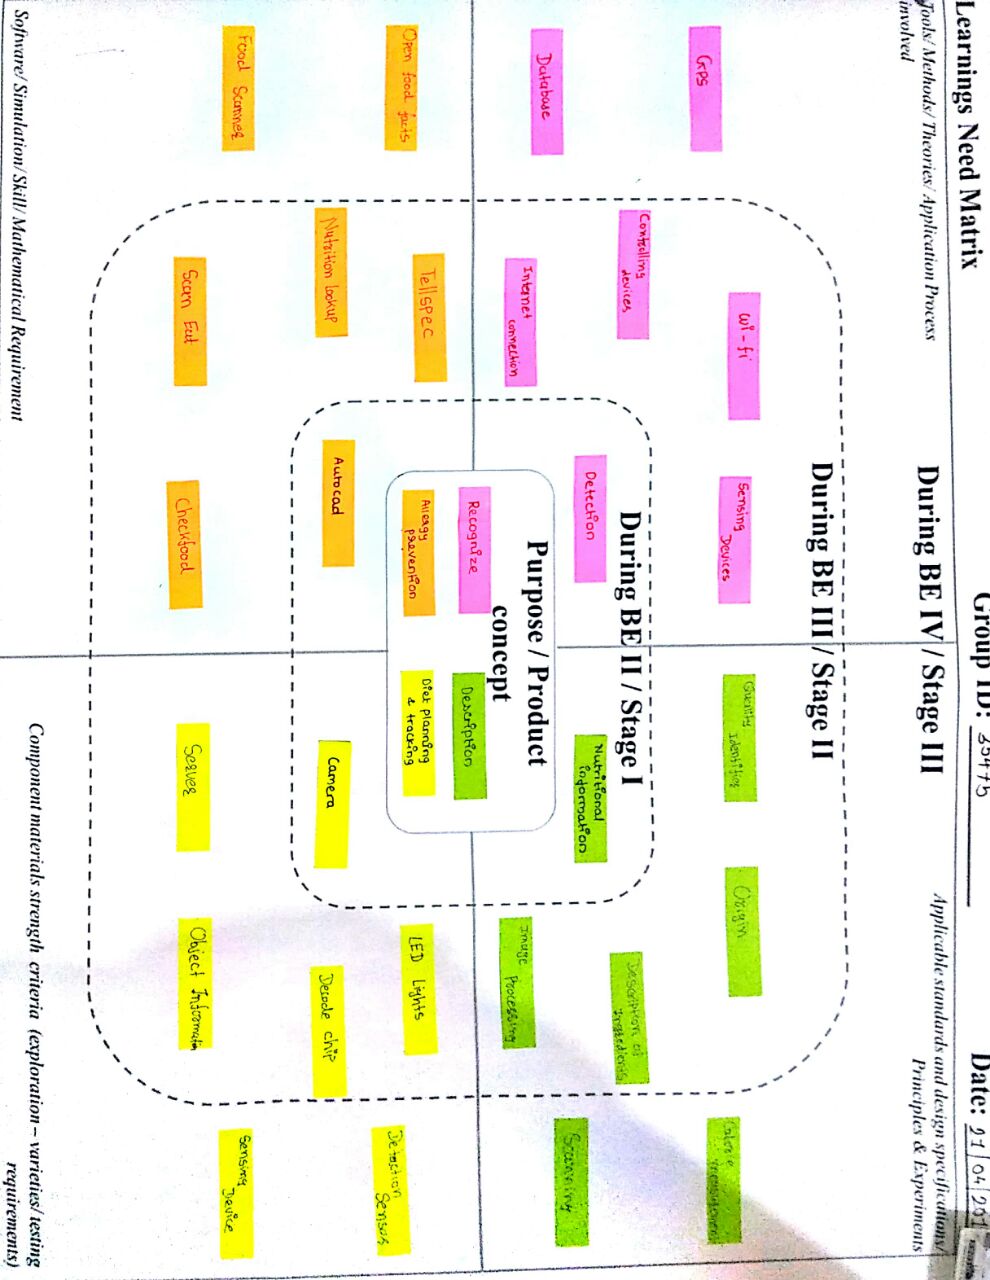 Learnings Need Matrix
Group ID: 35475
Date: 21/04/201
Tools/ Methods/ Theories/ Application Process
involved
During BE IV / Stage III
Applicable standards and design specifications/
Principles & Experiments
During BE III / Stage II
Wi-fi
Sensing
Devices
Quality
Origin
GPS
Controlling
devices
Description of
Ingredients
During BE II / Stage I
Detection
Nutritional
information
Scanning
Database
Internet
connection
Image
Processing
Purpose / Product
concept
Recognize
Description
Allergy
prevention
Diet planning
& tracking
Tellspec
LED Lights
Open food facts
Detection
Sensor
Nutrition Lookup
Autocad
Camera
Decode chip
Food Scanner
Sensing
Device
Scan Eat
Checkfood
Server
Object Information
Software/ Simulation/ Skill/ Mathematical Requirement
Component materials strength criteria (exploration – varieties/ testing
requirements)